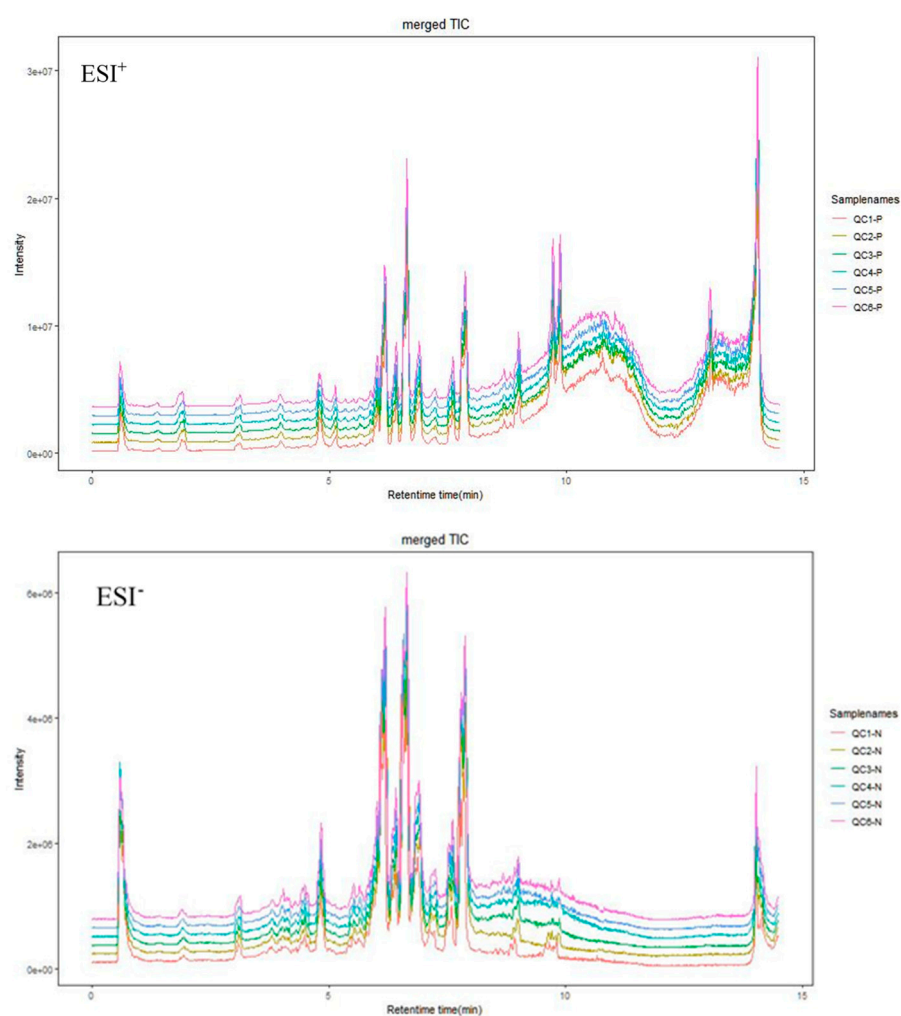 merged TIC
ESI+
3e+07
2e+07
1e+07
0e+00
Intensity
0 5 10 15
Retentime time(min)
Samplenames
QC1-P
QC2-P
QC3-P
QC4-P
QC5-P
QC6-P
merged TIC
ESI-
6e+06
4e+06
2e+06
0e+00
Intensity
0 5 10 15
Retentime time(min)
Samplenames
QC1-N
QC2-N
QC3-N
QC4-N
QC5-N
QC6-N